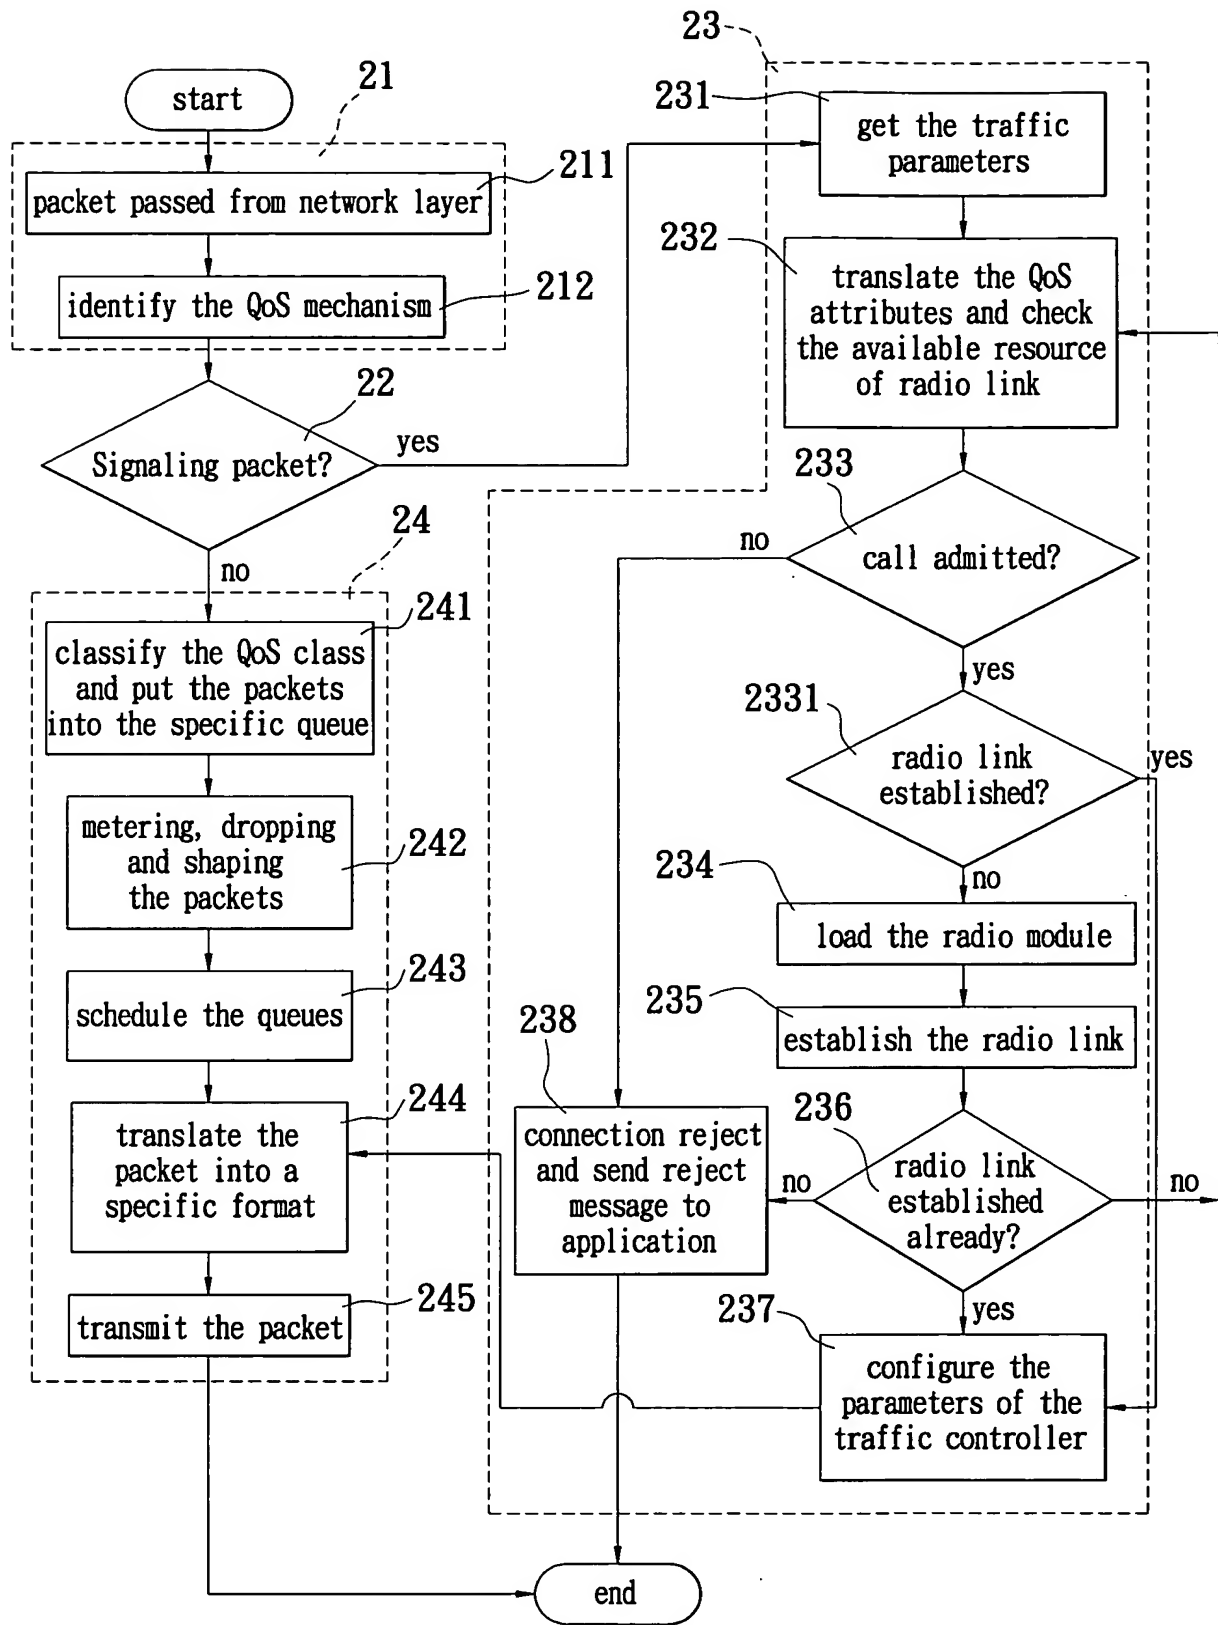 start
21
211
packet passed from network layer
212
identify the QoS mechanism
22
Signaling packet?
yes
no
24
241
classify the QoS class
and put the packets
into the specific queue
242
metering, dropping
and shaping
the packets
243
schedule the queues
244
translate the
packet into a
specific format
245
transmit the packet
23
231
get the traffic
parameters
232
translate the QoS
attributes and check
the available resource
of radio link
233
call admitted?
no
yes
2331
radio link
established?
yes
no
234
load the radio module
235
establish the radio link
236
radio link
established
already?
no
no
yes
238
connection reject
and send reject
message to
application
237
configure the
parameters of the
traffic controller
end